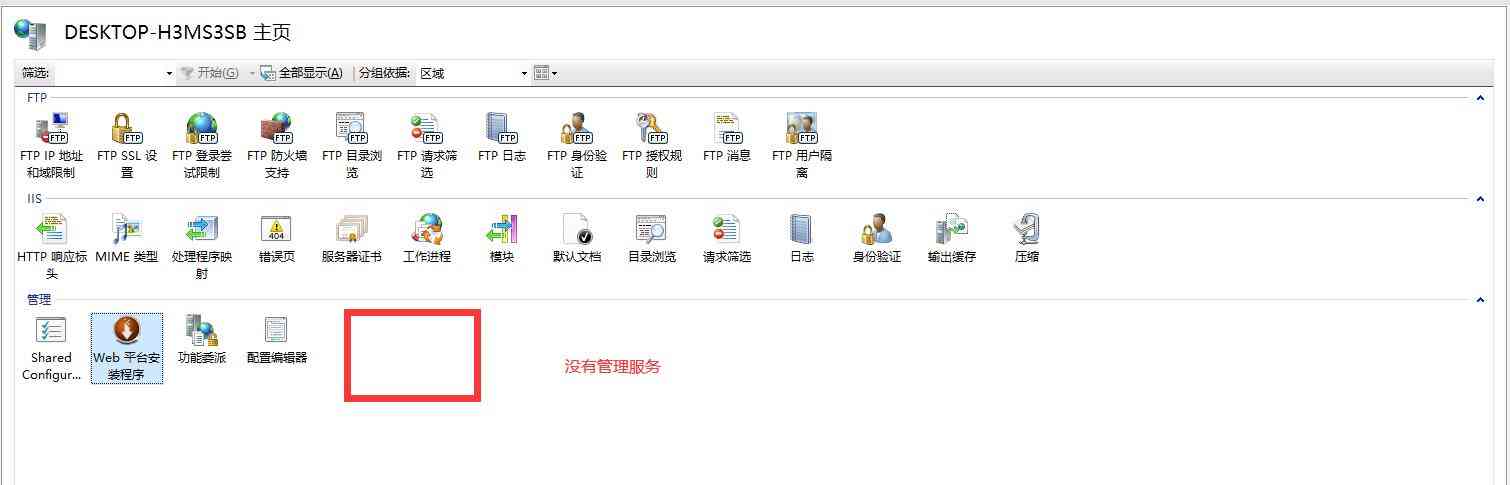 DESKTOP-H3MS3SB 主页
筛选: 开始(G) 全部显示(A) 分组依据: 区域
FTP
FTP IP 地址 FTP SSL 设 FTP 登录尝 FTP 防火墙 FTP 目录浏 FTP 请求筛 FTP 日志 FTP 身份验 FTP 授权规 FTP 消息 FTP 用户隔
和域限制 置 试限制 支持 览 选 证 则 离
IIS
HTTP 响应标 MIME 类型 处理程序映 错误页 服务器证书 工作进程 模块 默认文档 目录浏览 请求筛选 日志 身份验证 输出缓存 压缩
头 射
管理
Shared Web 平台安 功能委派 配置编辑器
Configur... 装程序
没有管理服务